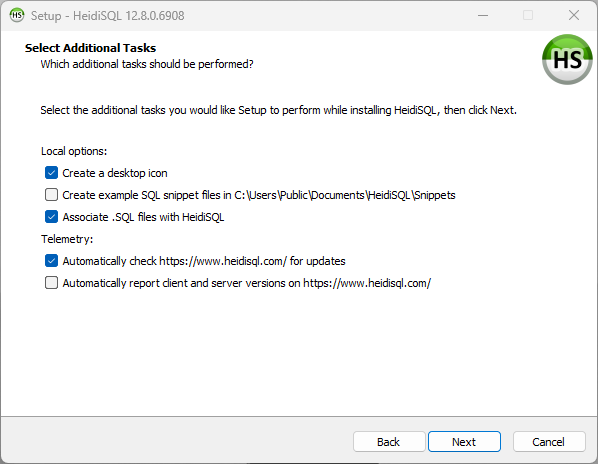 HS Setup - HeidiSQL 12.8.0.6908
Select Additional Tasks
Which additional tasks should be performed?
HS
Select the additional tasks you would like Setup to perform while installing HeidiSQL, then click Next.
Local options:
Create a desktop icon
Create example SQL snippet files in C:\Users\Public\Documents\HeidiSQL\Snippets
Associate .SQL files with HeidiSQL
Telemetry:
Automatically check https://www.heidisql.com/ for updates
Automatically report client and server versions on https://www.heidisql.com/
Back Next Cancel